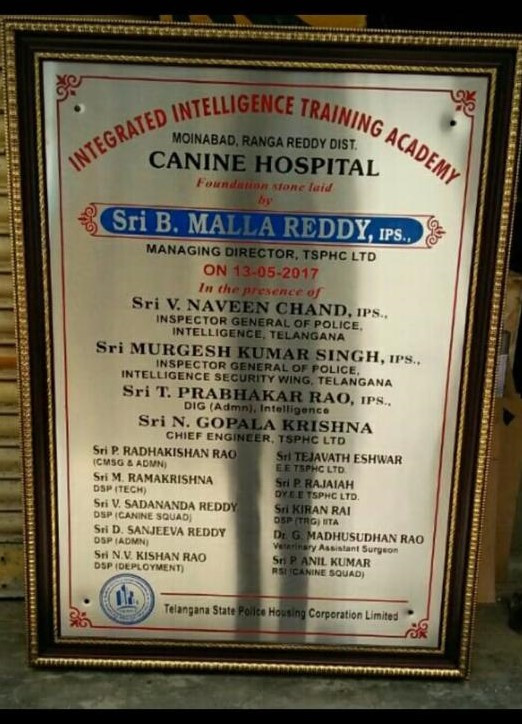 INTEGRATED INTELLIGENCE TRAINING ACADEMY
MOINABAD, RANGA REDDY DIST.
CANINE HOSPITAL
Foundation stone laid
by
Sri B. MALLA REDDY, IPS.,
MANAGING DIRECTOR, TSPHC LTD
ON 13-05-2017
In the presence of
Sri V. NAVEEN CHAND, IPS.,
INSPECTOR GENERAL OF POLICE,
INTELLIGENCE, TELANGANA
Sri MURGESH KUMAR SINGH, IPS.,
INSPECTOR GENERAL OF POLICE,
INTELLIGENCE SECURITY WING, TELANGANA
Sri T. PRABHAKAR RAO, IPS.,
DIG (Admn), Intelligence
Sri N. GOPALA KRISHNA
CHIEF ENGINEER, TSPHC LTD
Sri P. RADHAKISHAN RAO
(CMSG & ADMN)
Sri M. RAMAKRISHNA
DSP (TECH)
Sri V. SADANANDA REDDY
DSP (CANINE SQUAD)
Sri D. SANJEEVA REDDY
DSP (ADMN)
Sri N.V. KISHAN RAO
DSP (DEPLOYMENT)
Sri TEJAVATH ESHWAR
E.E TSPHC LTD.
Sri P. RAJAIAH
DY.E.E TSPHC LTD.
Sri KIRAN RAI
DSP (TRG) IITA
Dr. G. MADHUSUDHAN RAO
Veterinary Assistant Surgeon
Sri P ANIL KUMAR
RSI (CANINE SQUAD)
Telangana State Police Housing Corporation Limited